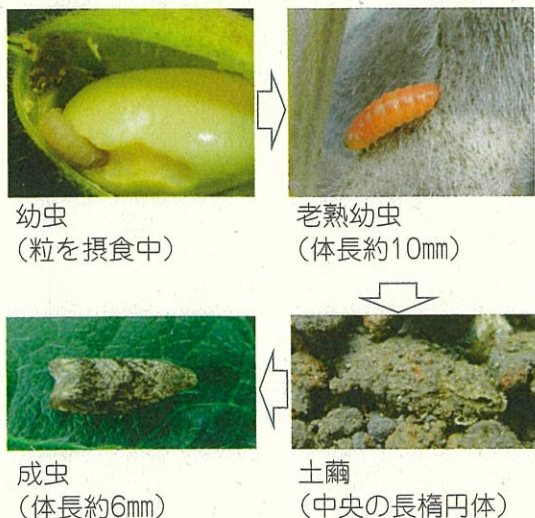 幼虫
(粒を摂食中)
老熟幼虫
(体長約10mm)
成虫
(体長約6mm)
土繭
(中央の長楕円体)